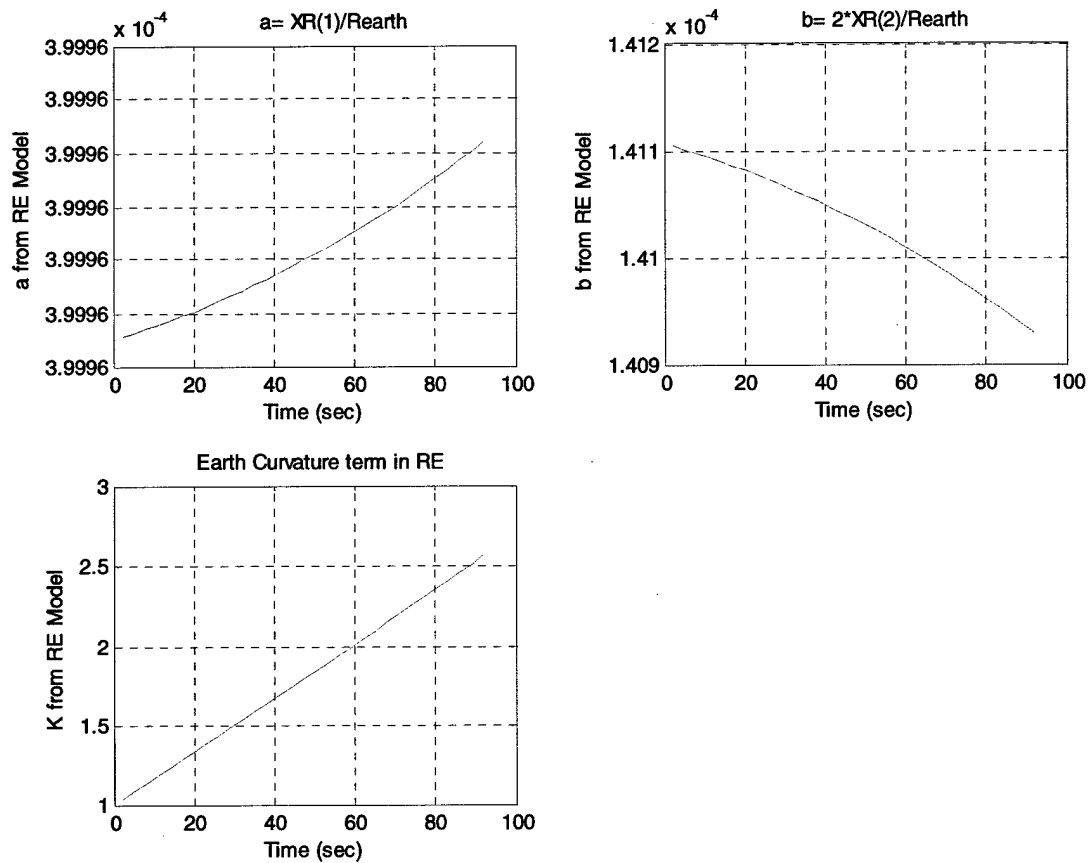 a= XR(1)/Rearth
x 10-4
3.9996
3.9996
3.9996
3.9996
3.9996
3.9996
3.9996
0 20 40 60 80 100
Time (sec)
a from RE Model
b= 2*XR(2)/Rearth
x 10-4
1.412
1.411
1.41
1.409
0 20 40 60 80 100
Time (sec)
b from RE Model
Earth Curvature term in RE
3
2.5
2
1.5
1
0 20 40 60 80 100
Time (sec)
K from RE Model